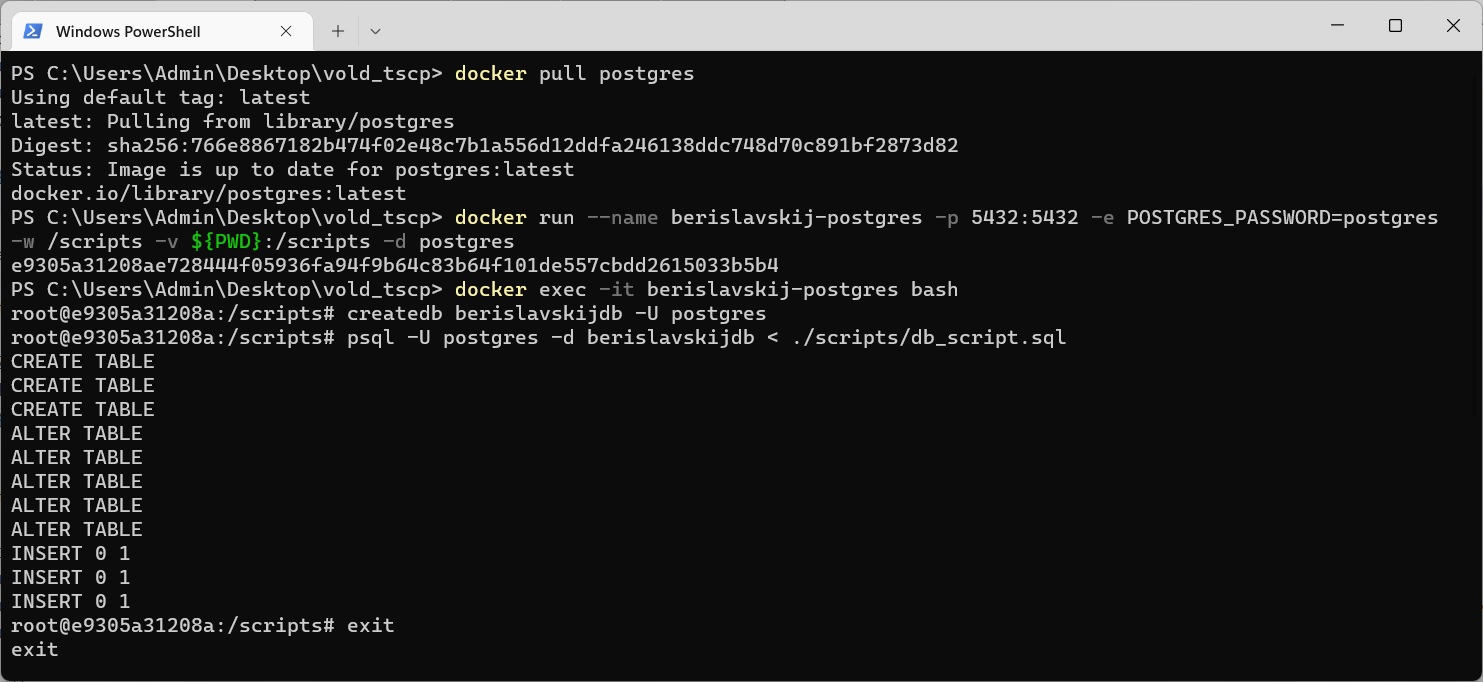 Windows PowerShell
PS C:\Users\Admin\Desktop\vold_tscp> docker pull postgres
Using default tag: latest
latest: Pulling from library/postgres
Digest: sha256:766e8867182b474f02e48c7b1a556d12ddfa246138ddc748d70c891bf2873d82
Status: Image is up to date for postgres:latest
docker.io/library/postgres:latest
PS C:\Users\Admin\Desktop\vold_tscp> docker run --name berislavskij-postgres -p 5432:5432 -e POSTGRES_PASSWORD=postgres
-w /scripts -v ${PWD}:/scripts -d postgres
e9305a31208ae728444f05936fa94f9b64c83b64f101de557cbdd2615033b5b4
PS C:\Users\Admin\Desktop\vold_tscp> docker exec -it berislavskij-postgres bash
root@e9305a31208a:/scripts# createdb berislavskijdb -U postgres
root@e9305a31208a:/scripts# psql -U postgres -d berislavskijdb < ./scripts/db_script.sql
CREATE TABLE
CREATE TABLE
CREATE TABLE
ALTER TABLE
ALTER TABLE
ALTER TABLE
ALTER TABLE
ALTER TABLE
INSERT 0 1
INSERT 0 1
INSERT 0 1
root@e9305a31208a:/scripts# exit
exit